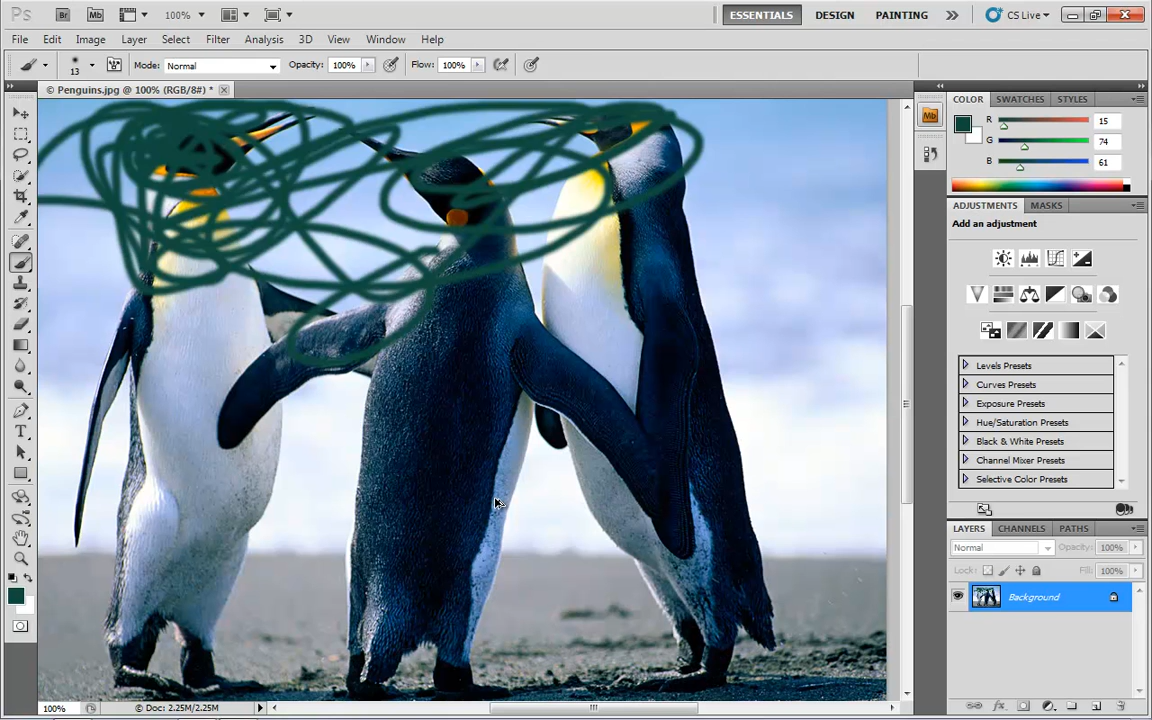 Ps Br Mb 100% ESSENTIALS DESIGN PAINTING CS Live
File Edit Image Layer Select Filter Analysis 3D View Window Help
13 Mode: Normal Opacity: 100% Flow: 100%
© Penguins.jpg @ 100% (RGB/8#) *
COLOR SWATCHES STYLES
R 15
G 74
B 61
Mb
ADJUSTMENTS MASKS
Add an adjustment
Levels Presets
Curves Presets
Exposure Presets
Hue/Saturation Presets
Black & White Presets
Channel Mixer Presets
Selective Color Presets
T
LAYERS CHANNELS PATHS
Normal Opacity: 100%
Lock: Fill: 100%
Background
fx
100% © Doc: 2.25M/2.25M